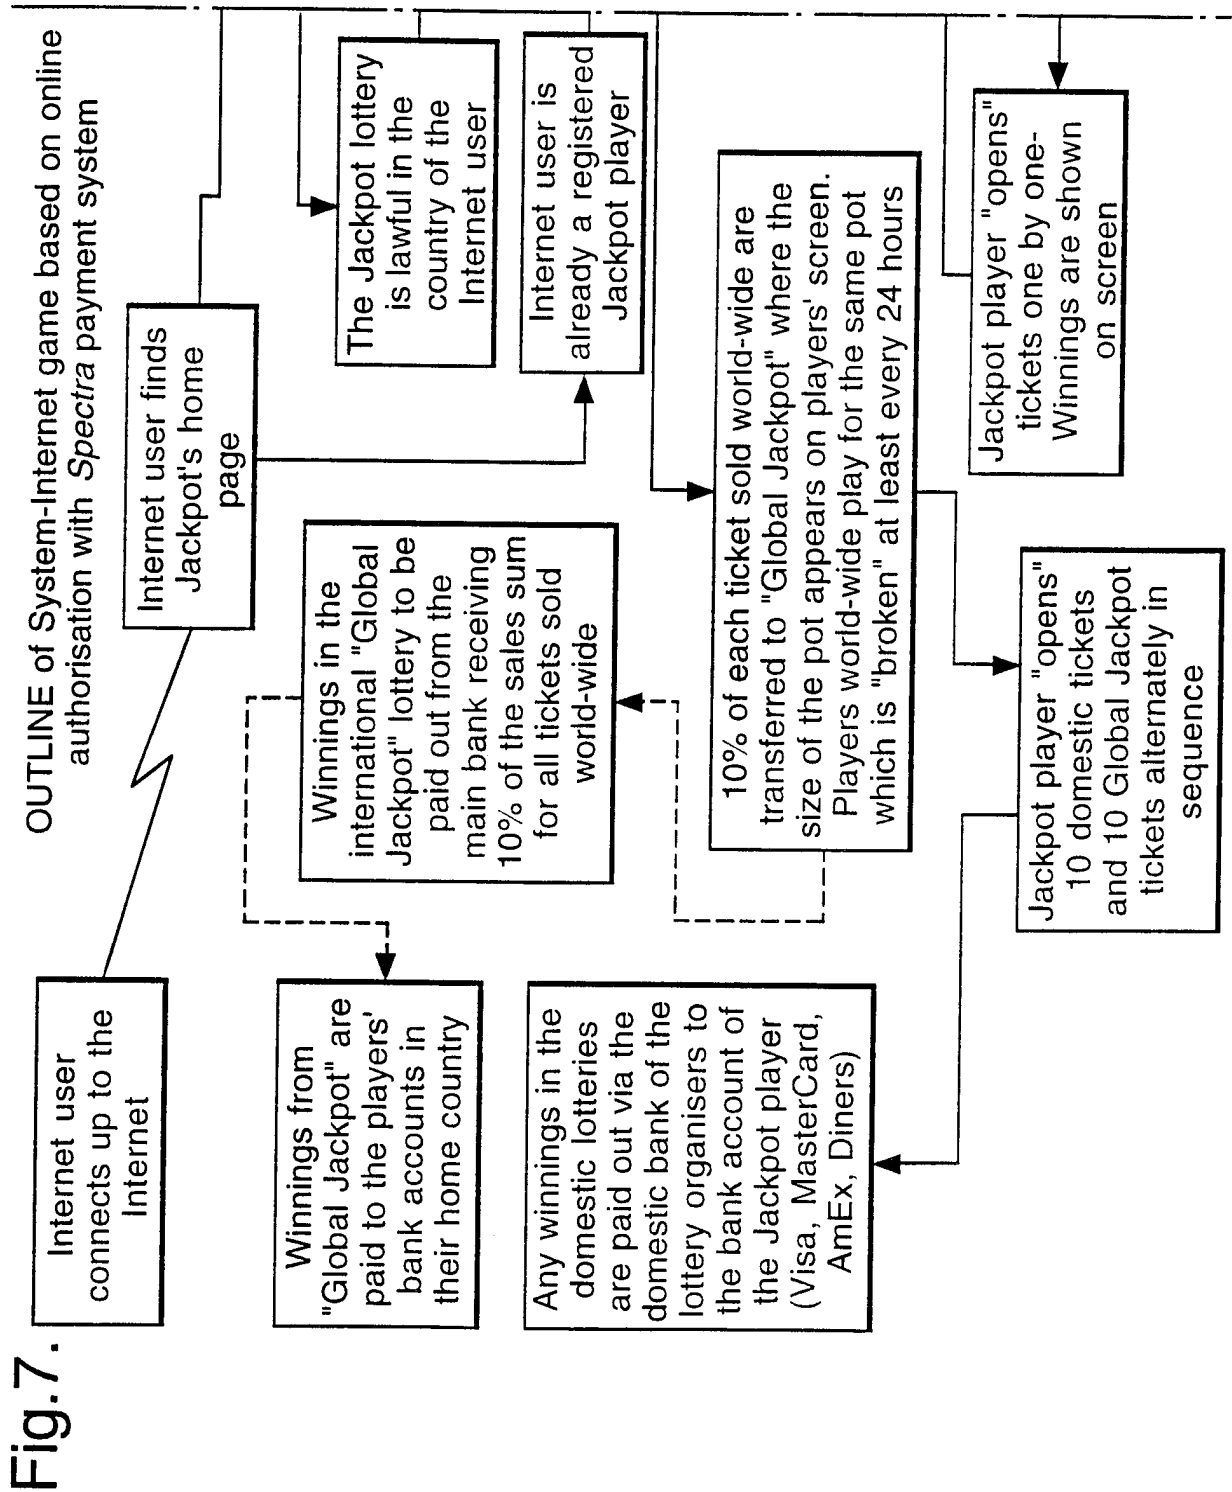 Fig.7.
OUTLINE of System-Internet game based on online
authorisation with Spectra payment system
Internet user
connects up to the
Internet
Internet user finds
Jackpot's home
page
The Jackpot lottery
is lawful in the
country of the
Internet user
Winnings from
"Global Jackpot" are
paid to the players'
bank accounts in
their home country
Winnings in the
international "Global
Jackpot" lottery to be
paid out from the
main bank receiving
10% of the sales sum
for all tickets sold
world-wide
Internet user is
already a registered
Jackpot player
Any winnings in the
domestic lotteries
are paid out via the
domestic bank of the
lottery organisers to
the bank account of
the Jackpot player
(Visa, MasterCard,
AmEx, Diners)
10% of each ticket sold world-wide are
transferred to "Global Jackpot" where the
size of the pot appears on players' screen.
Players world-wide play for the same pot
which is "broken" at least every 24 hours
Jackpot player "opens"
10 domestic tickets
and 10 Global Jackpot
tickets alternately in
sequence
Jackpot player "opens"
tickets one by one-
Winnings are shown
on screen